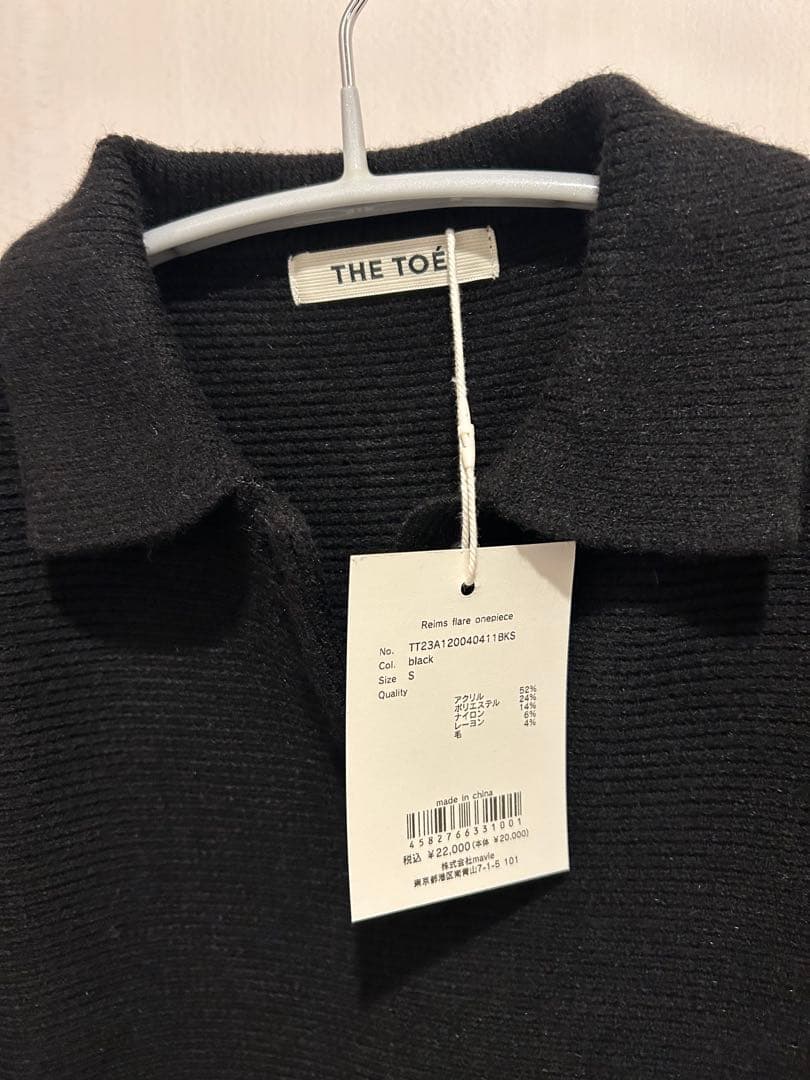 THE TOÉ
Reims flare onepiece
No. TT23A120040411BKS
Col. black
Size S
Quality
アクリル 52%
ポリエステル 24%
ナイロン 14%
レーヨン 6%
毛 4%
made in china
4582766331001
税込 ¥22,000(本体 ¥20,000)
株式会社mavie
東京都港区南青山7-1-5 101